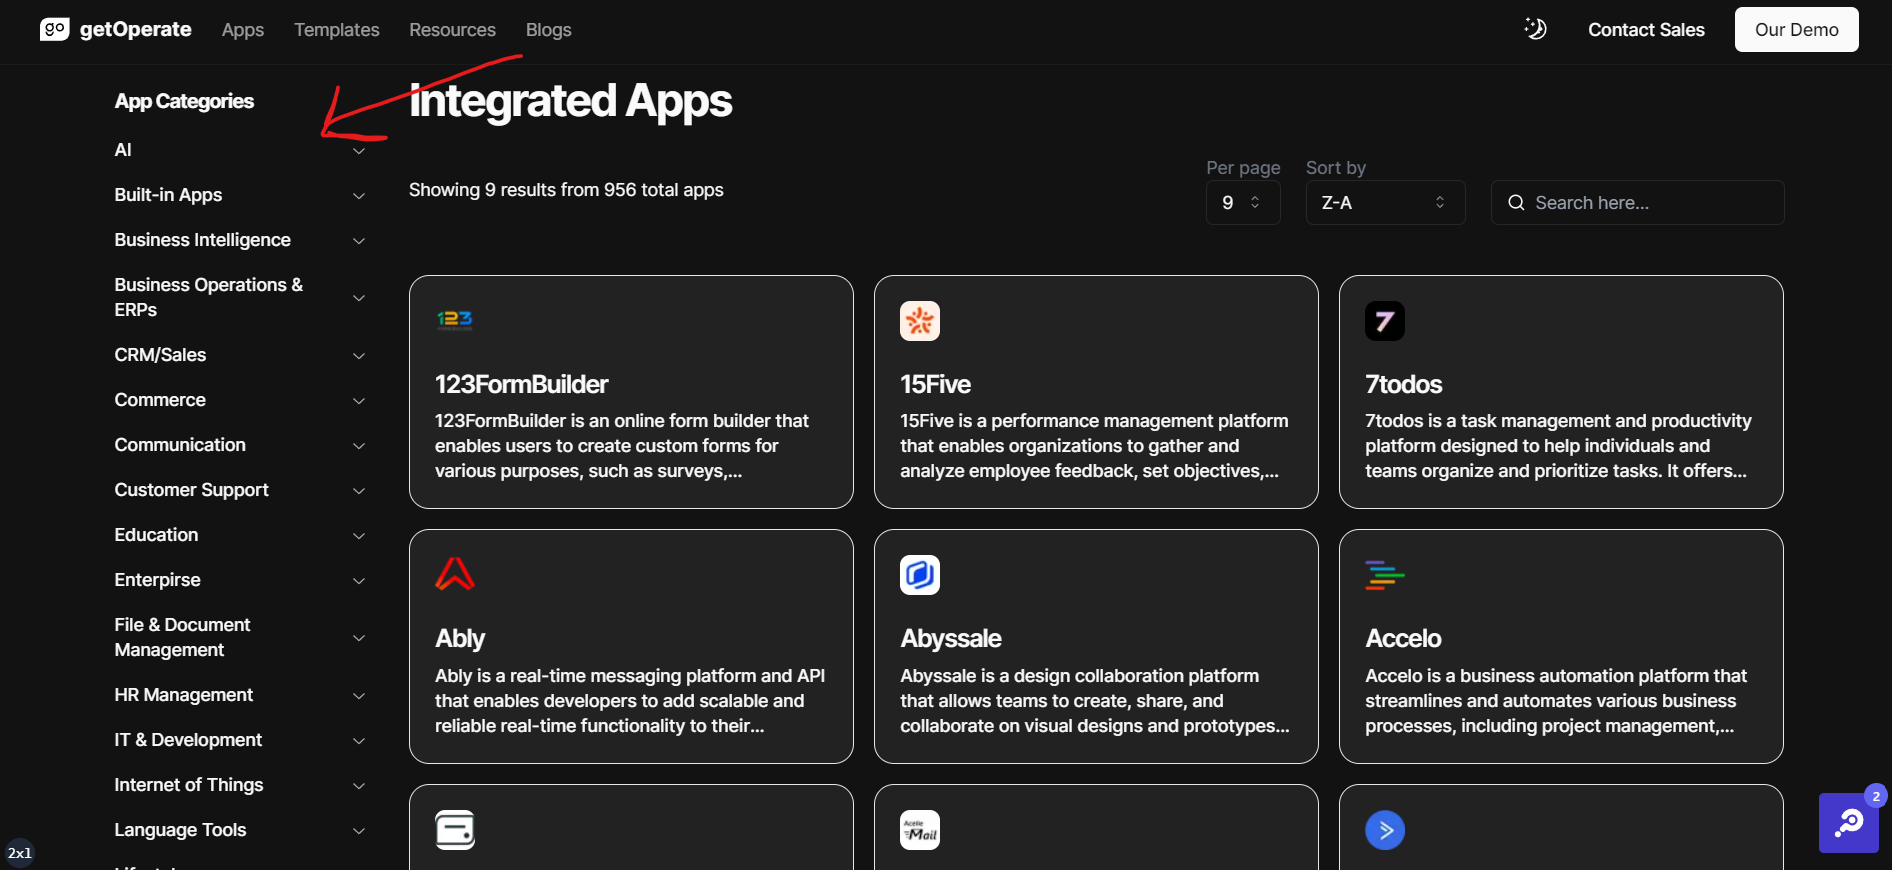 go getOperate Apps Templates Resources Blogs Contact Sales Our Demo
App Categories
AI
Built-in Apps
Business Intelligence
Business Operations &
ERPs
CRM/Sales
Commerce
Communication
Customer Support
Education
Enterpirse
File & Document
Management
HR Management
IT & Development
Internet of Things
Language Tools
Integrated Apps
Showing 9 results from 956 total apps
Per page
9
Sort by
Z-A
Search here...
123
123FormBuilder
123FormBuilder is an online form builder that
enables users to create custom forms for
various purposes, such as surveys,...
15Five
15Five is a performance management platform
that enables organizations to gather and
analyze employee feedback, set objectives,...
7
7todos
7todos is a task management and productivity
platform designed to help individuals and
teams organize and prioritize tasks. It offers...
Ably
Ably is a real-time messaging platform and API
that enables developers to add scalable and
reliable real-time functionality to their...
Abyssale
Abyssale is a design collaboration platform
that allows teams to create, share, and
collaborate on visual designs and prototypes...
Accelo
Accelo is a business automation platform that
streamlines and automates various business
processes, including project management,...
Acelle
Mail
2
2x1